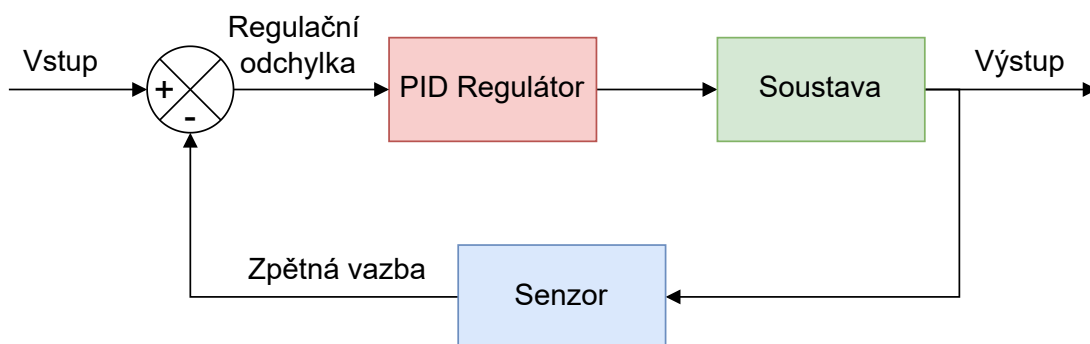 Vstup
Regulační
odchylka
+
-
PID Regulátor
Soustava
Výstup
Zpětná vazba
Senzor